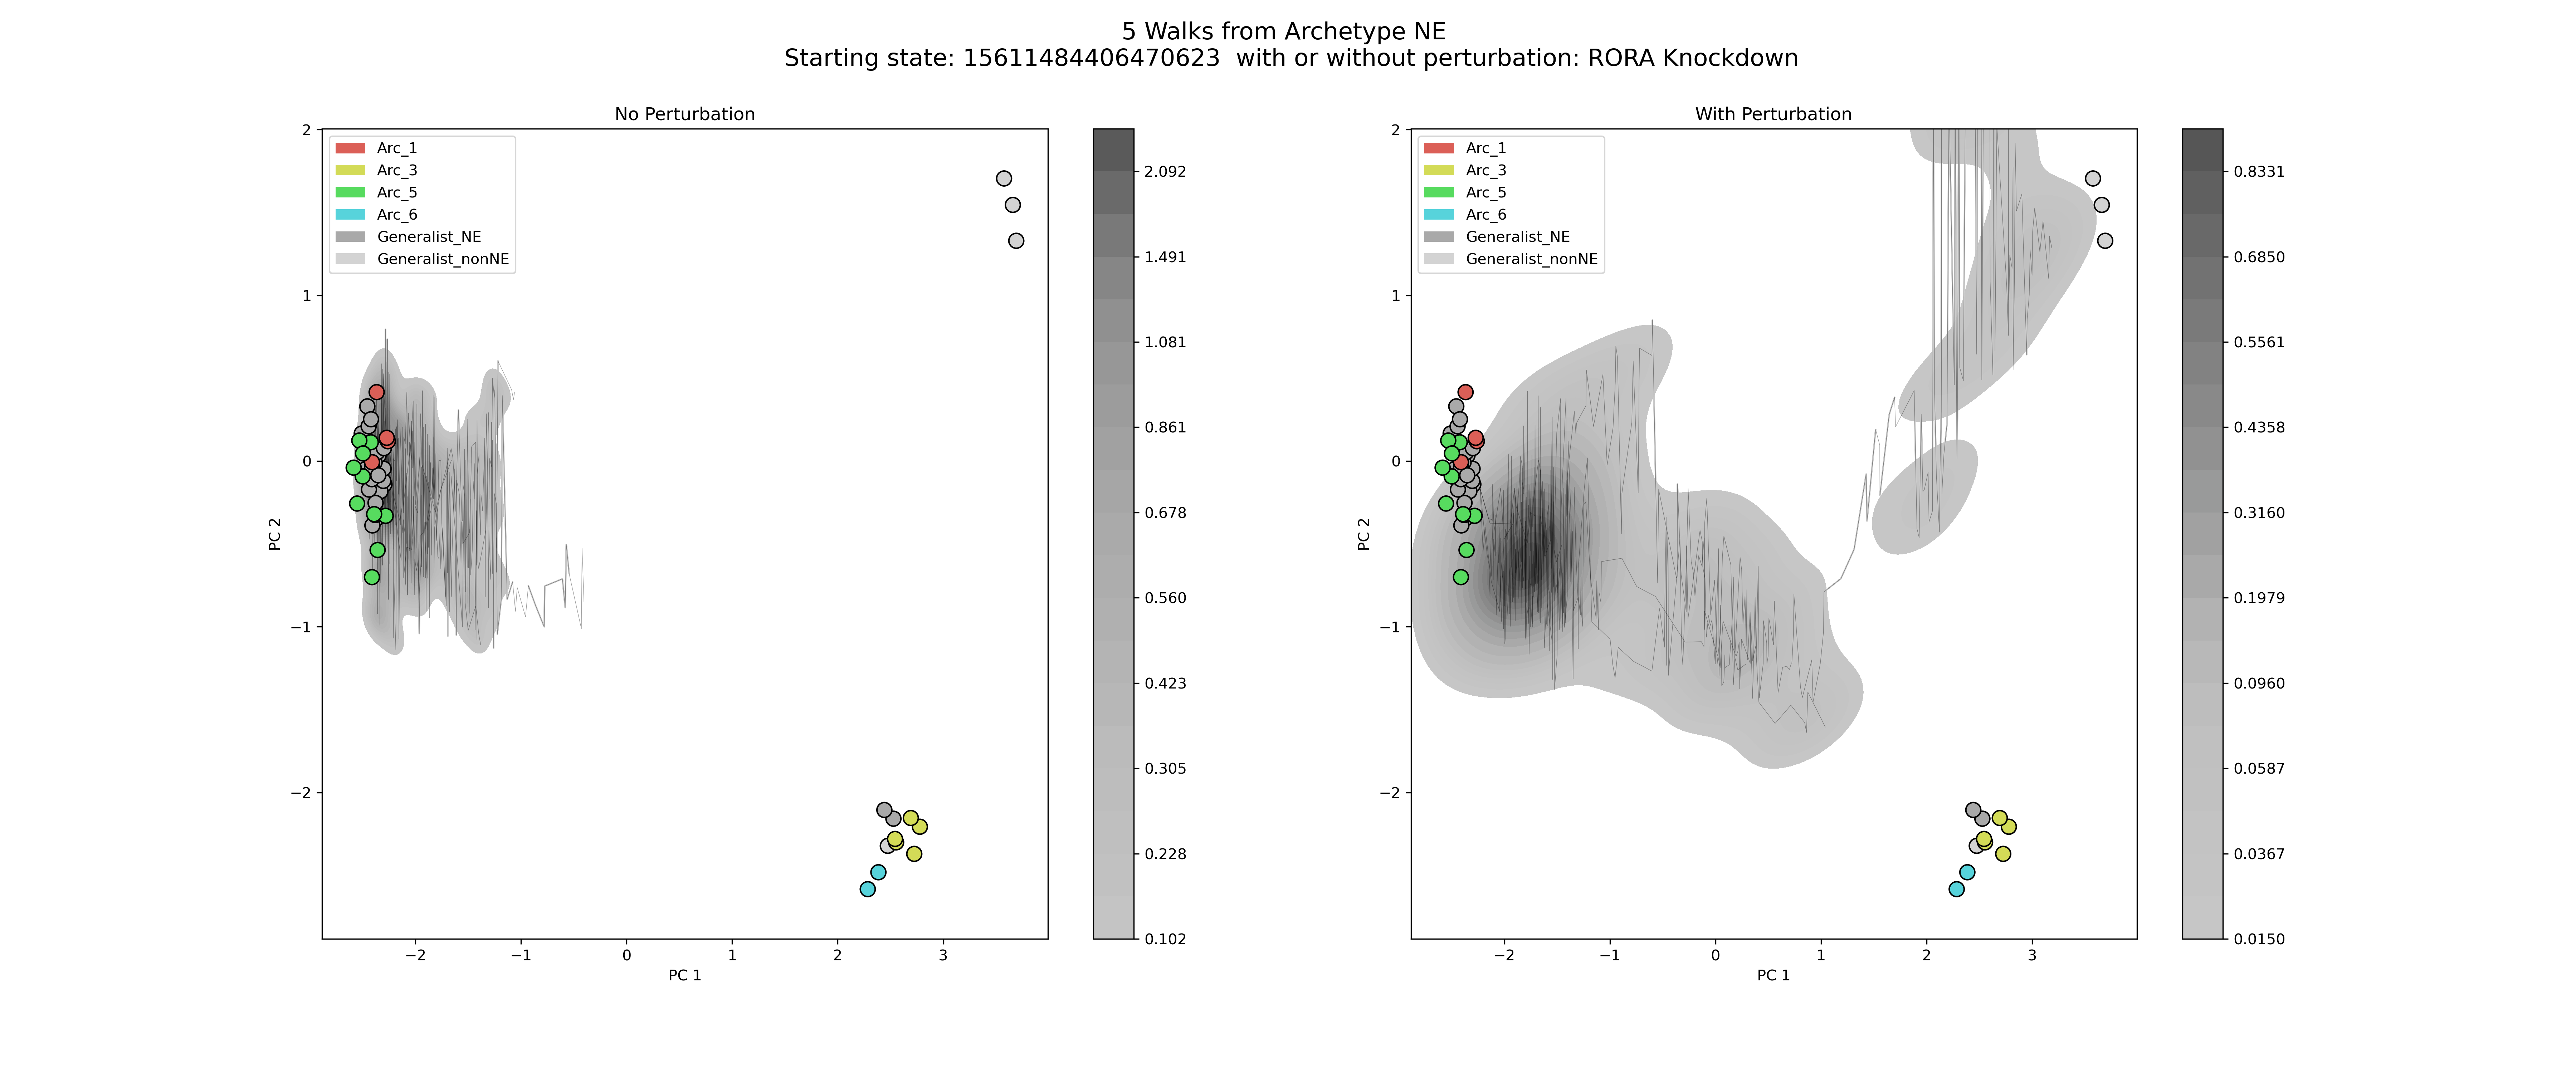 5 Walks from Archetype NE
Starting state: 15611484406470623  with or without perturbation: RORA Knockdown
No Perturbation
Arc_1
Arc_3
Arc_5
Arc_6
Generalist_NE
Generalist_nonNE
2
1
0
−1
−2
PC 2
−2
−1
0
1
2
3
PC 1
2.092
1.491
1.081
0.861
0.678
0.560
0.423
0.305
0.228
0.102
With Perturbation
Arc_1
Arc_3
Arc_5
Arc_6
Generalist_NE
Generalist_nonNE
2
1
0
−1
−2
PC 2
−2
−1
0
1
2
3
PC 1
0.8331
0.6850
0.5561
0.4358
0.3160
0.1979
0.0960
0.0587
0.0367
0.0150